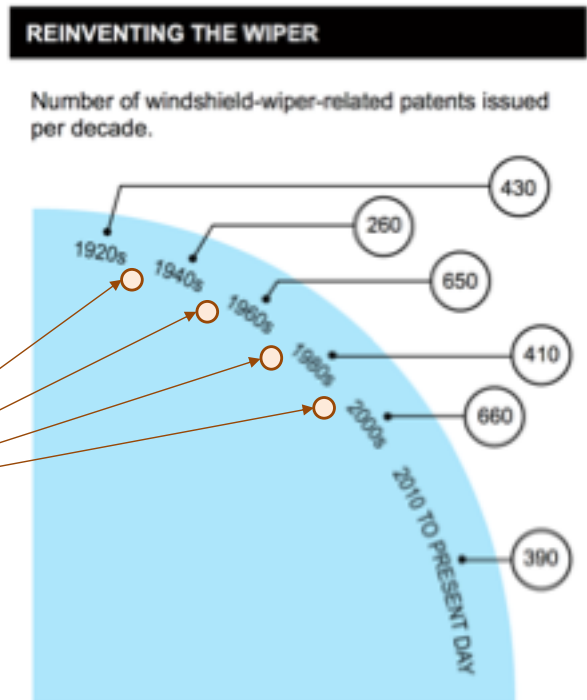 REINVENTING THE WIPER
Number of windshield-wiper-related patents issued
per decade.
430
1920s
260
1940s
650
1960s
410
1980s
660
2000s
390
2010 TO PRESENT DAY